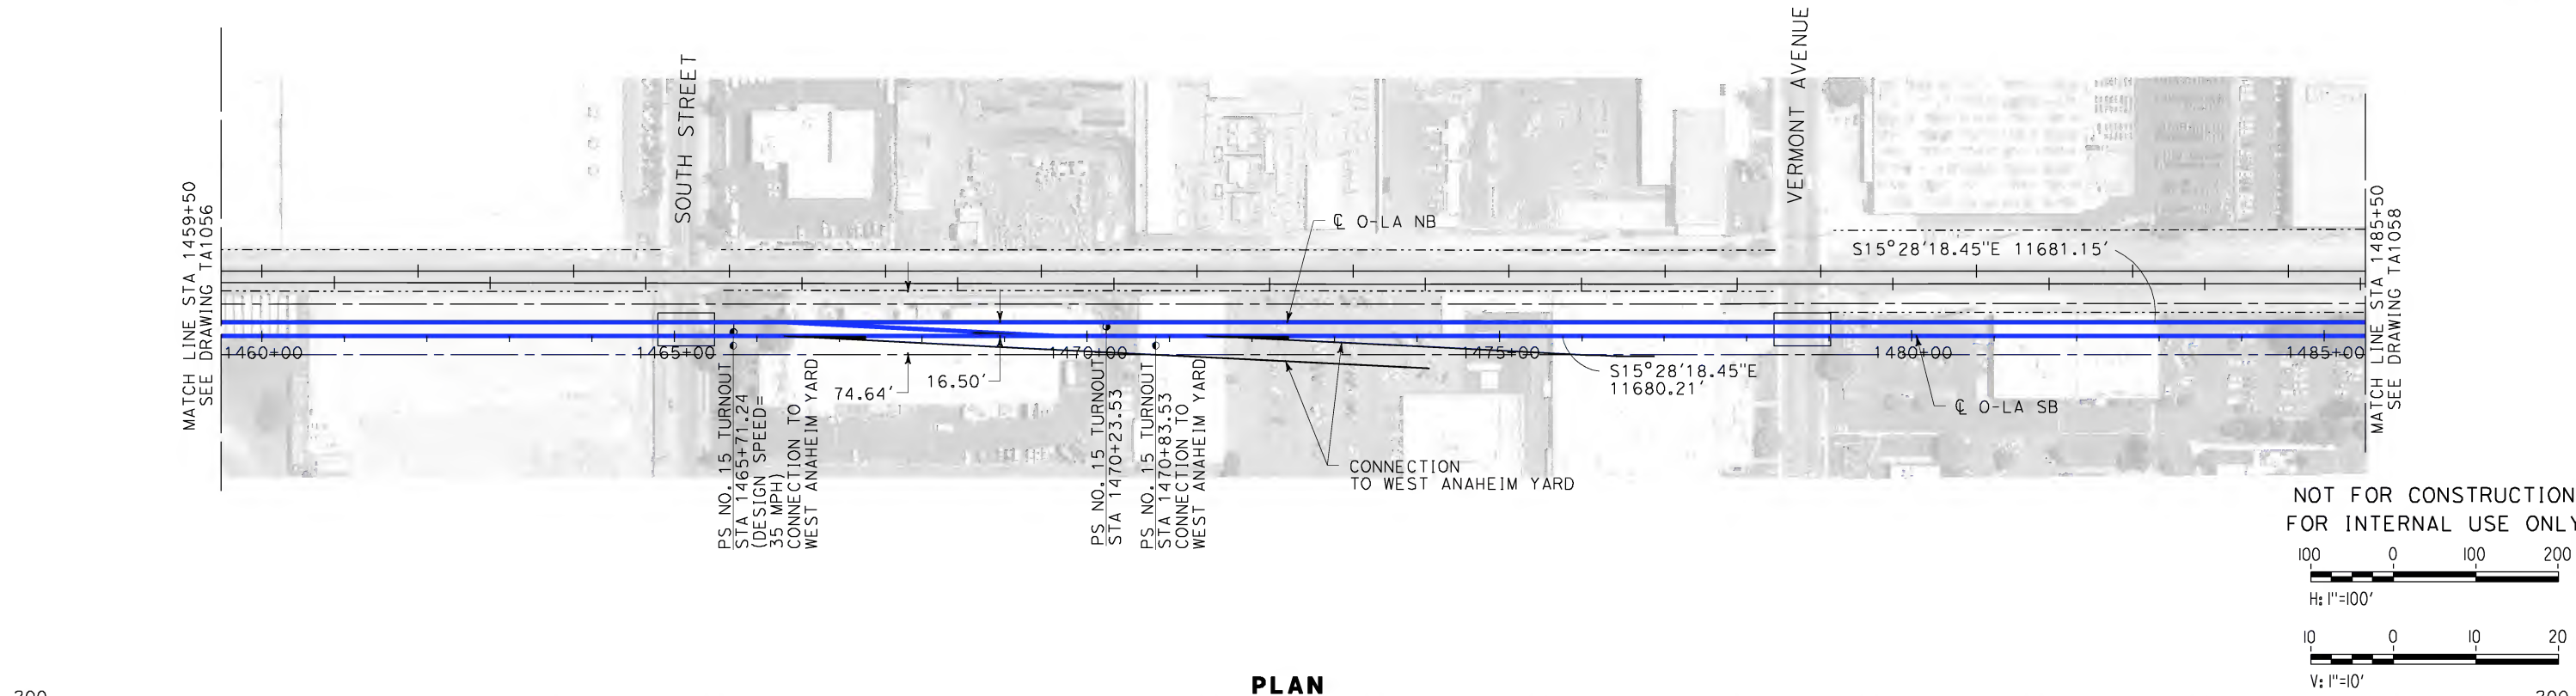 MATCH LINE STA 1459+50
SEE DRAWING TA1056
SOUTH STREET
VERMONT AVENUE
℄ O-LA NB
S15°28'18.45"E 11681.15'
MATCH LINE STA 1485+50
SEE DRAWING TA1058
1460+00
1465+00
1470+00
1475+00
1480+00
1485+00
74.64'
16.50'
S15°28'18.45"E
11680.21'
℄ O-LA SB
PS NO. 15 TURNOUT
STA 1465+71.24
(DESIGN SPEED=
35 MPH)
CONNECTION TO
WEST ANAHEIM YARD
PS NO. 15 TURNOUT
STA 1470+23.53
PS NO. 15 TURNOUT
STA 1470+83.53
CONNECTION TO
WEST ANAHEIM YARD
CONNECTION
TO WEST ANAHEIM YARD
NOT FOR CONSTRUCTION
FOR INTERNAL USE ONLY
100 0 100 200
H: 1"=100'
10 0 10 20
V: 1"=10'
PLAN